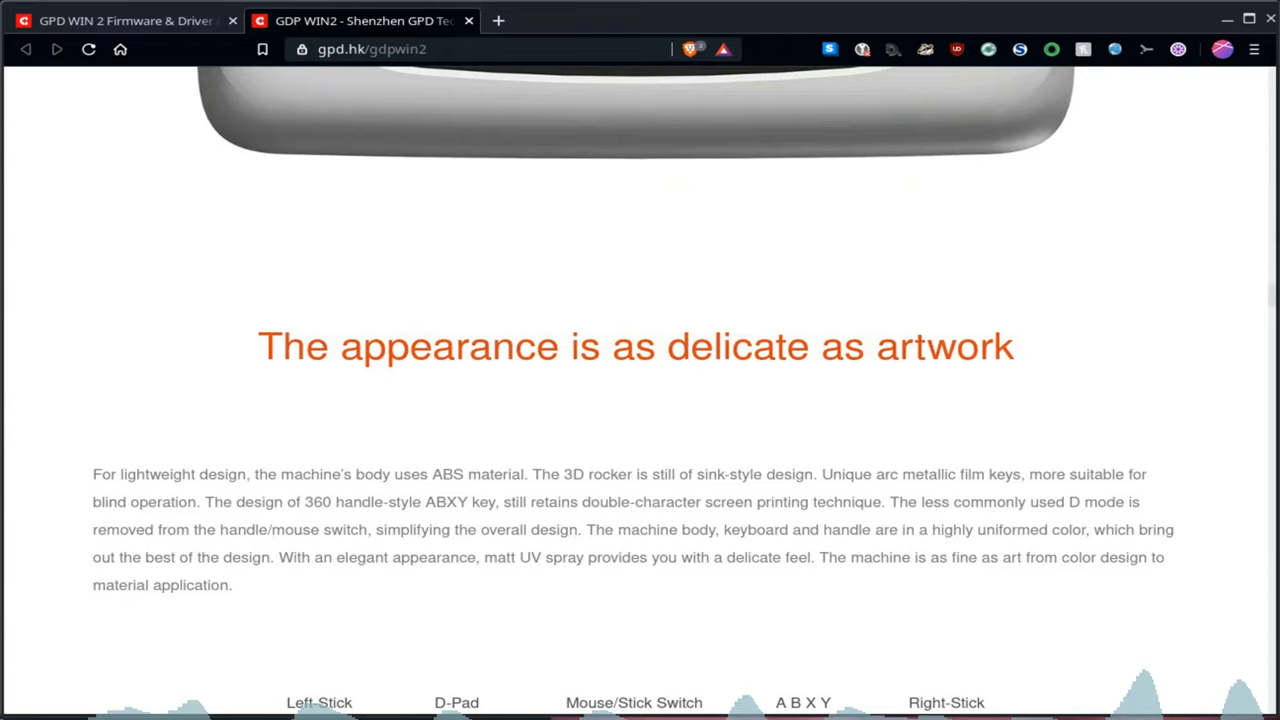 GPD WIN 2 Firmware & Driver
GDP WIN2 - Shenzhen GPD Tec
gpd.hk/gdpwin2
The appearance is as delicate as artwork
For lightweight design, the machine's body uses ABS material. The 3D rocker is still of sink-style design. Unique arc metallic film keys, more suitable for
blind operation. The design of 360 handle-style ABXY key, still retains double-character screen printing technique. The less commonly used D mode is
removed from the handle/mouse switch, simplifying the overall design. The machine body, keyboard and handle are in a highly uniformed color, which bring
out the best of the design. With an elegant appearance, matt UV spray provides you with a delicate feel. The machine is as fine as art from color design to
material application.
Left-Stick D-Pad Mouse/Stick Switch A B X Y Right-Stick